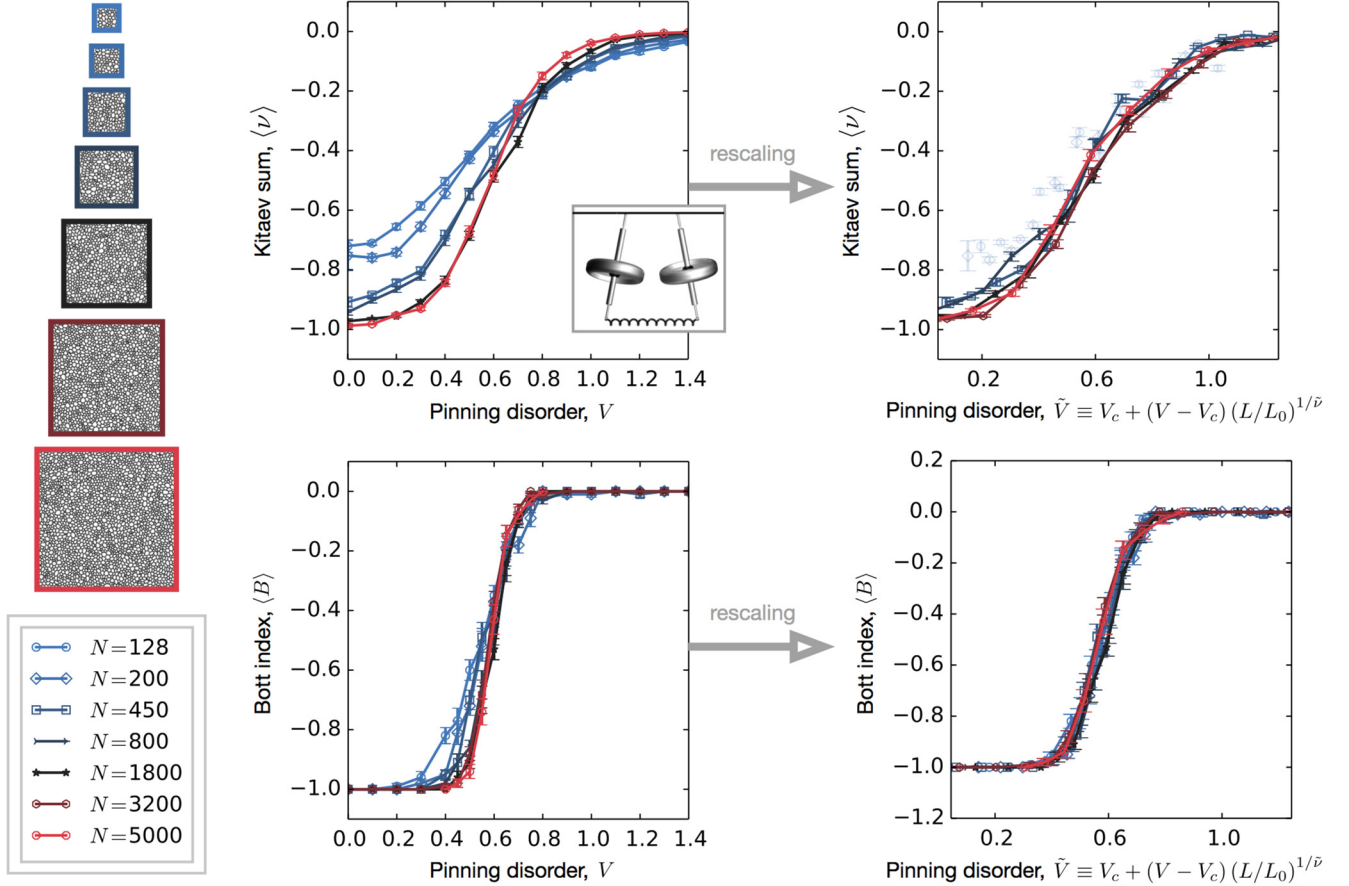 0.0
−0.2
−0.4
−0.6
−0.8
−1.0
Kitaev sum, ⟨ν⟩
0.0 0.2 0.4 0.6 0.8 1.0 1.2 1.4
Pinning disorder, V
rescaling
0.0
−0.2
−0.4
−0.6
−0.8
−1.0
Kitaev sum, ⟨ν⟩
0.2 0.6 1.0
Pinning disorder, Ṽ ≡ V_c + (V − V_c) (L/L_0)^{1/ν̃}
0.0
−0.2
−0.4
−0.6
−0.8
−1.0
Bott index, ⟨B⟩
0.0 0.2 0.4 0.6 0.8 1.0 1.2 1.4
Pinning disorder, V
rescaling
0.2
0.0
−0.2
−0.4
−0.6
−0.8
−1.0
−1.2
Bott index, ⟨B⟩
0.2 0.6 1.0
Pinning disorder, Ṽ ≡ V_c + (V − V_c) (L/L_0)^{1/ν̃}
N=128
N=200
N=450
N=800
N=1800
N=3200
N=5000